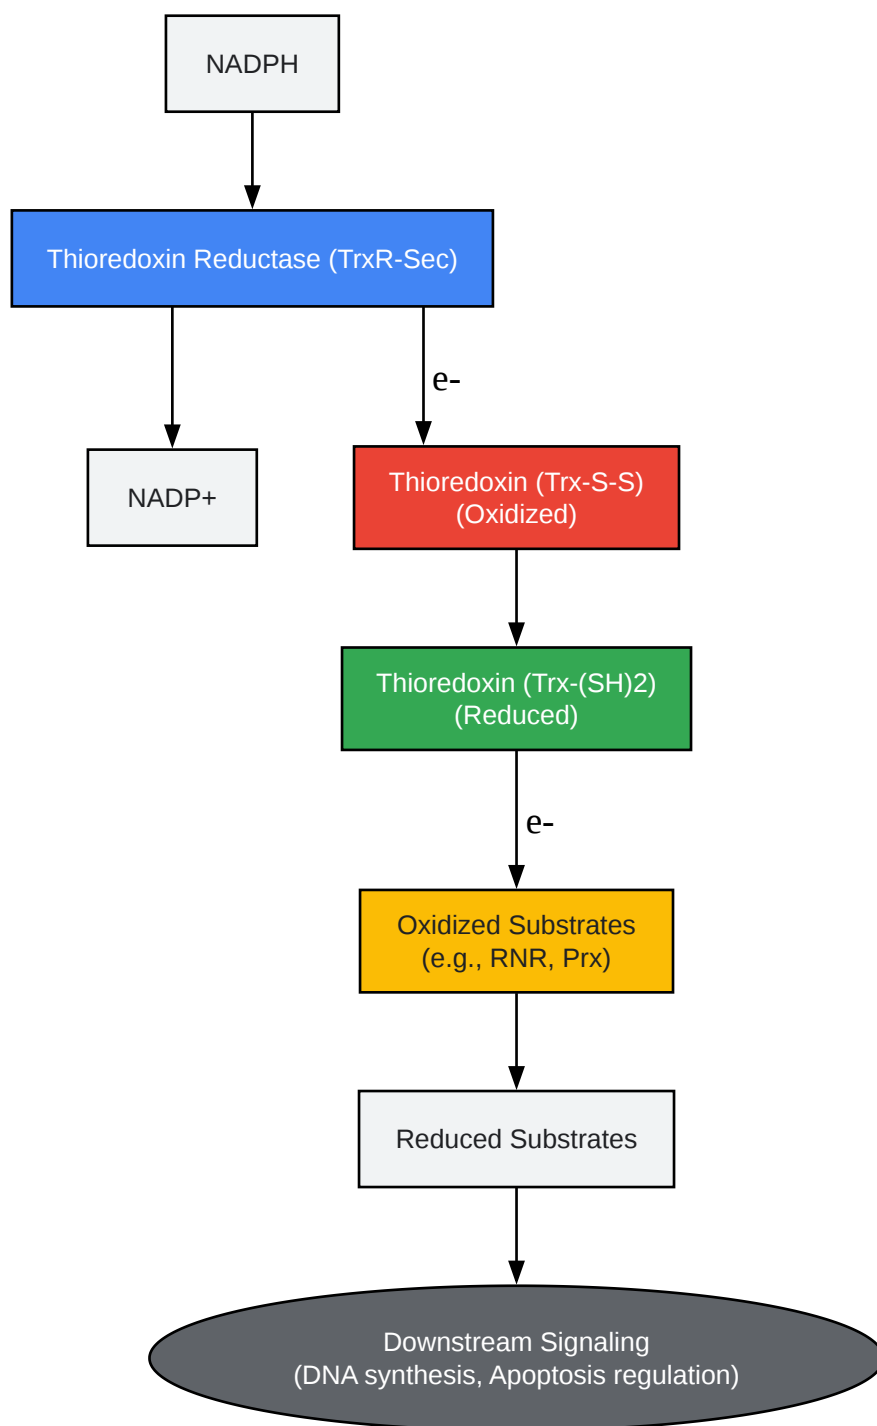 NADPH
Thioredoxin Reductase (TrxR-Sec)
e-
NADP+
Thioredoxin (Trx-S-S)
(Oxidized)
Thioredoxin (Trx-(SH)2)
(Reduced)
e-
Oxidized Substrates
(e.g., RNR, Prx)
Reduced Substrates
Downstream Signaling
(DNA synthesis, Apoptosis regulation)